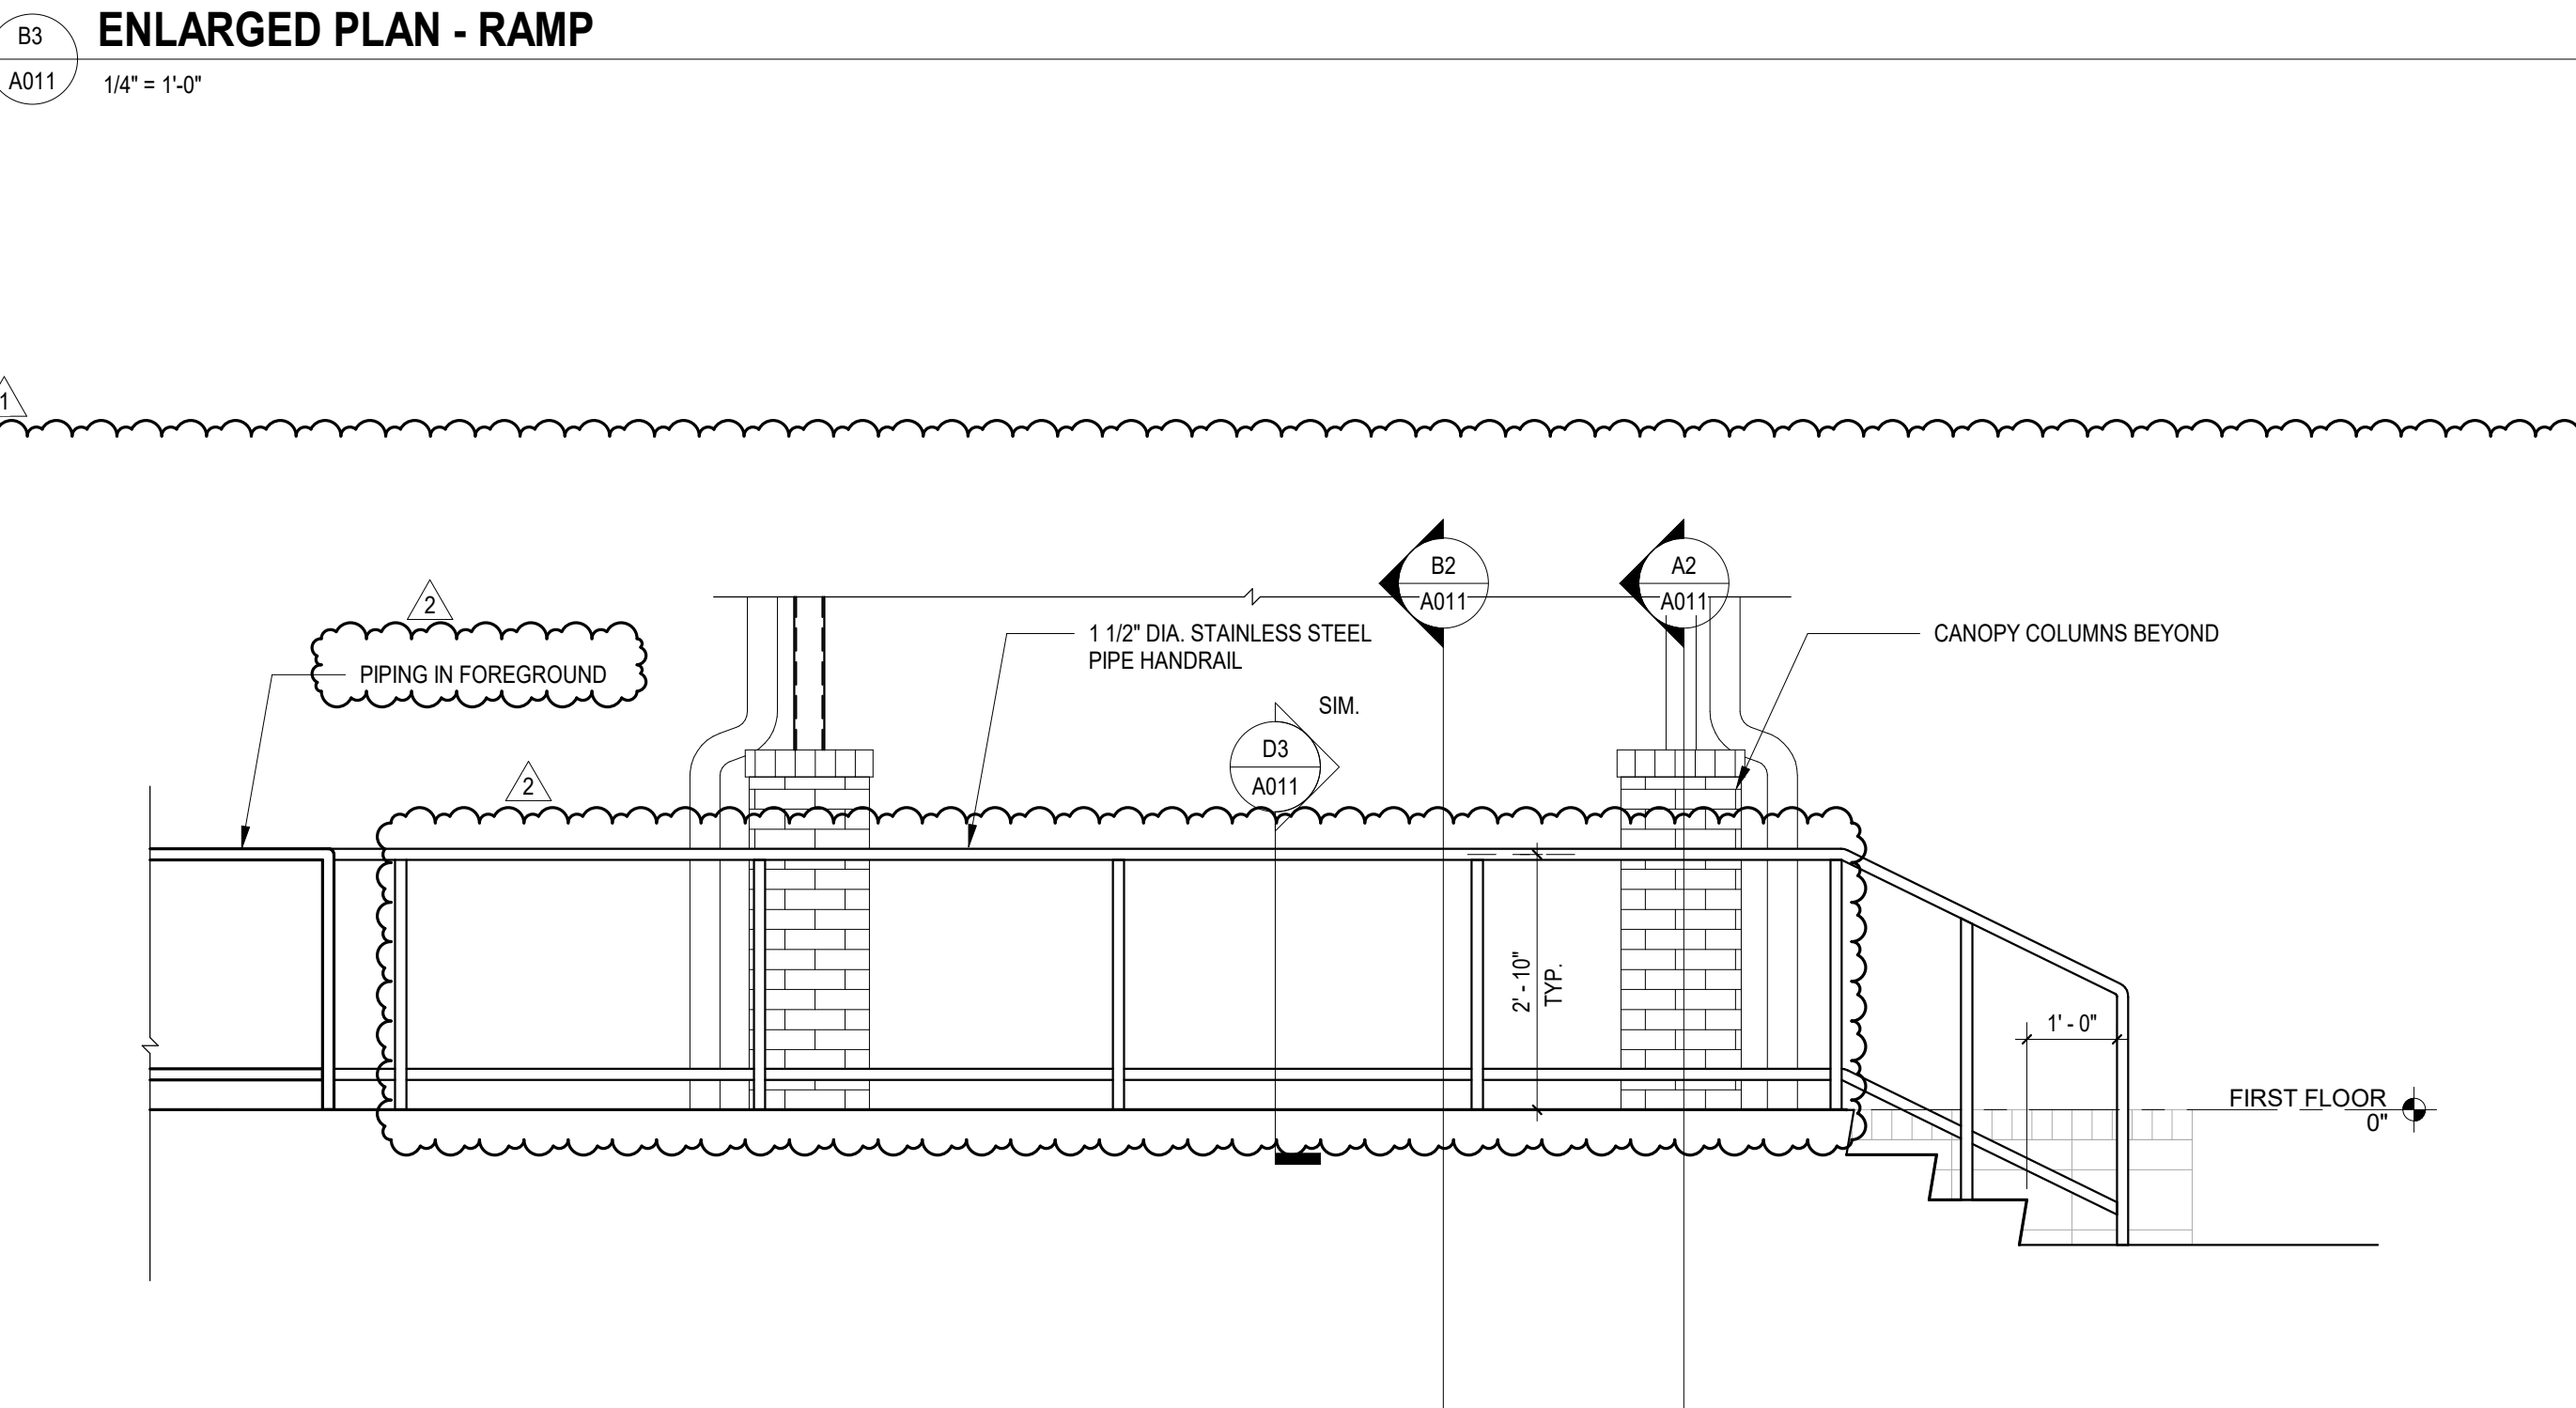 B3
A011
ENLARGED PLAN - RAMP
1/4" = 1'-0"
1
B2
A011
A2
A011
2
PIPING IN FOREGROUND
1 1/2" DIA. STAINLESS STEEL
PIPE HANDRAIL
CANOPY COLUMNS BEYOND
SIM.
D3
A011
2
2' - 10"
TYP.
1' - 0"
FIRST FLOOR
0"